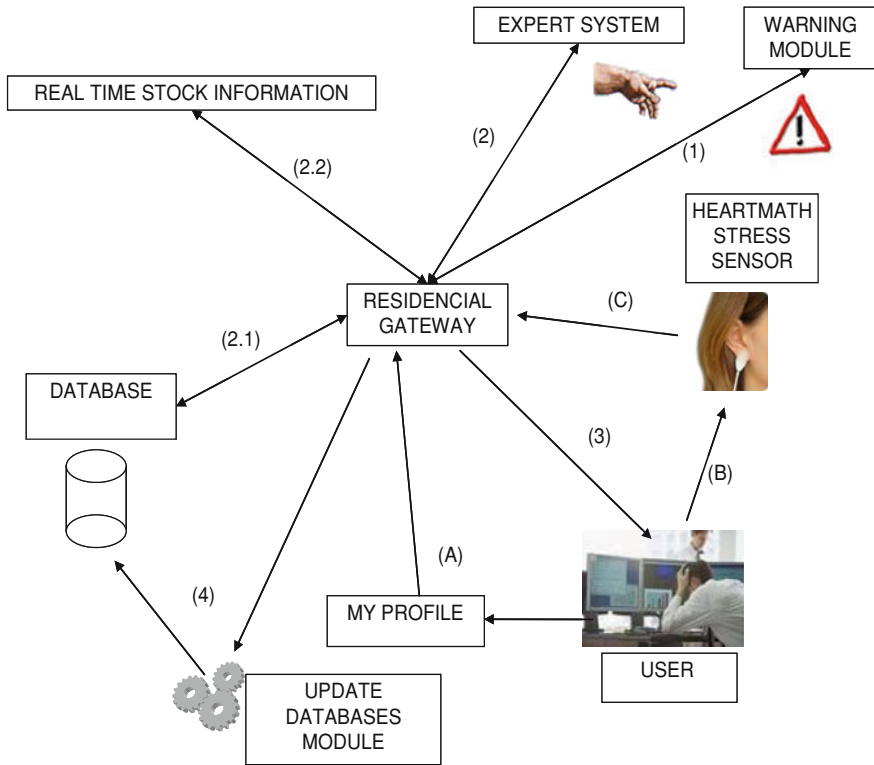 EXPERT SYSTEM
WARNING
MODULE
REAL TIME STOCK INFORMATION
(2)
(1)
(2.2)
HEARTMATH
STRESS
SENSOR
RESIDENCIAL
GATEWAY
(C)
(2.1)
DATABASE
(3)
(B)
(A)
(4)
MY PROFILE
USER
UPDATE
DATABASES
MODULE